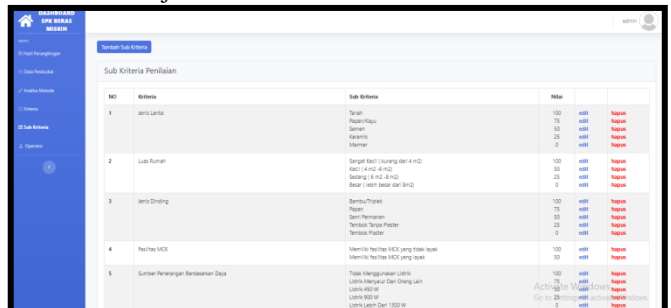 DASHBOARD
SPK BERAS
MISKIN
admin
Hasil Perangkingan
Data Penduduk
Analisa Metode
Kriteria
Sub Kriteria
Operator
Tambah Sub Kriteria
Sub Kriteria Penilaian
NO Kriteria Sub Kriteria Nilai
1 Jenis Lantai Tanah 100 edit hapus
Papan/Kayu 75 edit hapus
Semen 50 edit hapus
Keramik 25 edit hapus
Marmer 0 edit hapus
2 Luas Rumah Sangat Kecil ( kurang dari 4 m2) 100 edit hapus
Kecil ( 4 m2 -6 m2) 50 edit hapus
Sedang ( 6 m2 -8 m2) 25 edit hapus
Besar ( lebih besar dari 8m2) 0 edit hapus
3 Jenis Dinding Bambu/Triplek 100 edit hapus
Papan 75 edit hapus
Semi Permanen 50 edit hapus
Tembok Tanpa Plaster 25 edit hapus
Tembok Plaster 0 edit hapus
4 Fasilitas MCK Memiliki fasilitas MCK yang tidak layak 100 edit hapus
Memiliki fasilitas MCK yang layak 50 edit hapus
5 Sumber Penerangan Berdasarkan Daya Tidak Menggunakan Listrik 100 edit hapus
Listrik Menyalur Dari Orang Lain 75 edit hapus
Listrik 450 W 50 edit hapus
Listrik 900 W 25 edit hapus
Listrik Lebih Dari 1300 W 0 edit hapus
Activate Windows
Go to Settings to activate Windows.